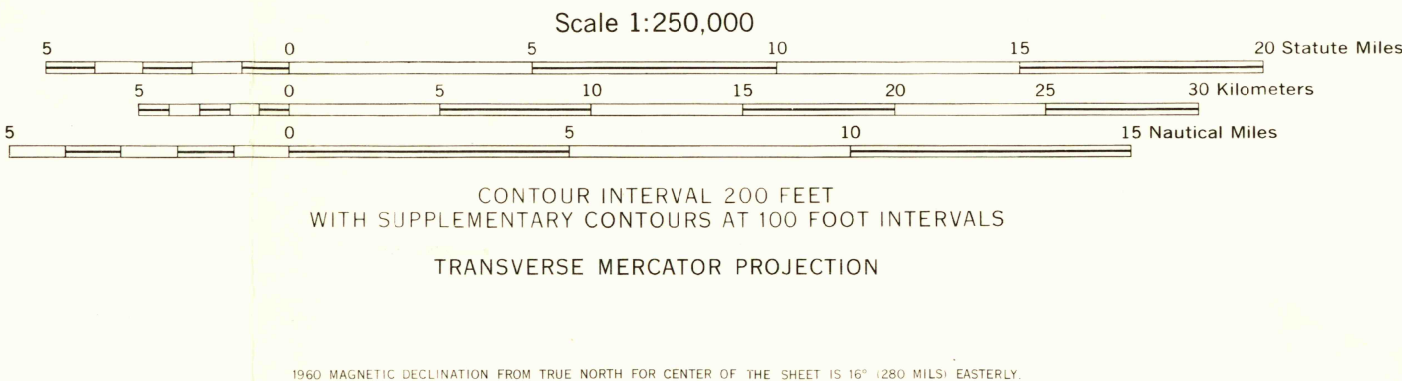 Scale 1:250,000
5 0 5 10 15 20 Statute Miles
5 0 5 10 15 20 25 30 Kilometers
5 0 5 10 15 Nautical Miles
CONTOUR INTERVAL 200 FEET
WITH SUPPLEMENTARY CONTOURS AT 100 FOOT INTERVALS
TRANSVERSE MERCATOR PROJECTION
1960 MAGNETIC DECLINATION FROM TRUE NORTH FOR CENTER OF THE SHEET IS 16° (280 MILS) EASTERLY.